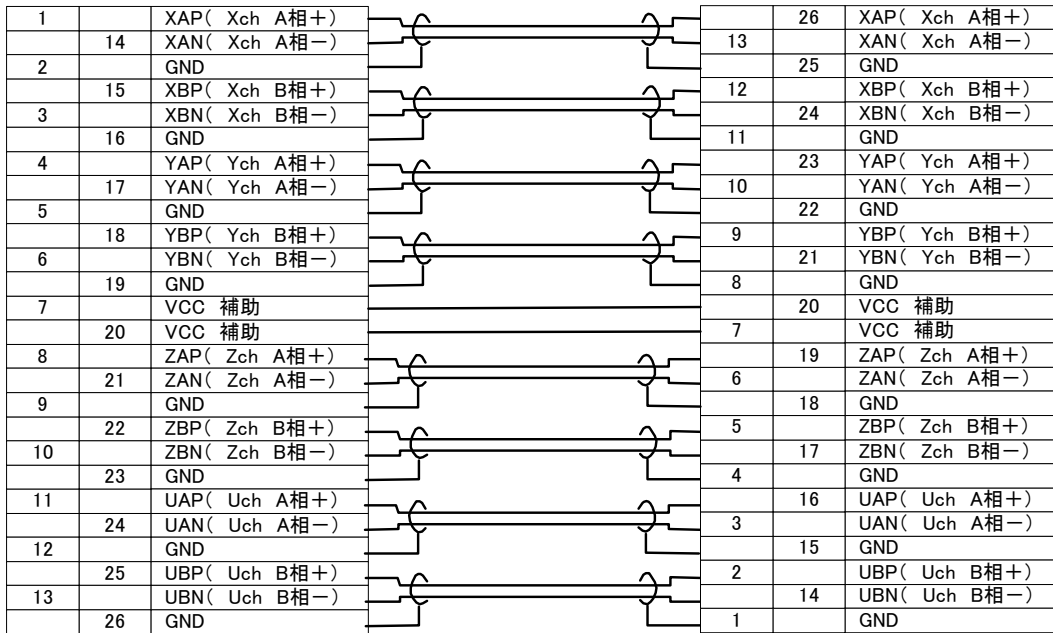 1 XAP( Xch A相＋) 26 XAP( Xch A相＋)
14 XAN( Xch A相－) 13 XAN( Xch A相－)
2 GND 25 GND
15 XBP( Xch B相＋) 12 XBP( Xch B相＋)
3 XBN( Xch B相－) 24 XBN( Xch B相－)
16 GND 11 GND
4 YAP( Ych A相＋) 23 YAP( Ych A相＋)
17 YAN( Ych A相－) 10 YAN( Ych A相－)
5 GND 22 GND
18 YBP( Ych B相＋) 9 YBP( Ych B相＋)
6 YBN( Ych B相－) 21 YBN( Ych B相－)
19 GND 8 GND
7 VCC 補助 20 VCC 補助
20 VCC 補助 7 VCC 補助
8 ZAP( Zch A相＋) 19 ZAP( Zch A相＋)
21 ZAN( Zch A相－) 6 ZAN( Zch A相－)
9 GND 18 GND
22 ZBP( Zch B相＋) 5 ZBP( Zch B相＋)
10 ZBN( Zch B相－) 17 ZBN( Zch B相－)
23 GND 4 GND
11 UAP( Uch A相＋) 16 UAP( Uch A相＋)
24 UAN( Uch A相－) 3 UAN( Uch A相－)
12 GND 15 GND
25 UBP( Uch B相＋) 2 UBP( Uch B相＋)
13 UBN( Uch B相－) 14 UBN( Uch B相－)
26 GND 1 GND